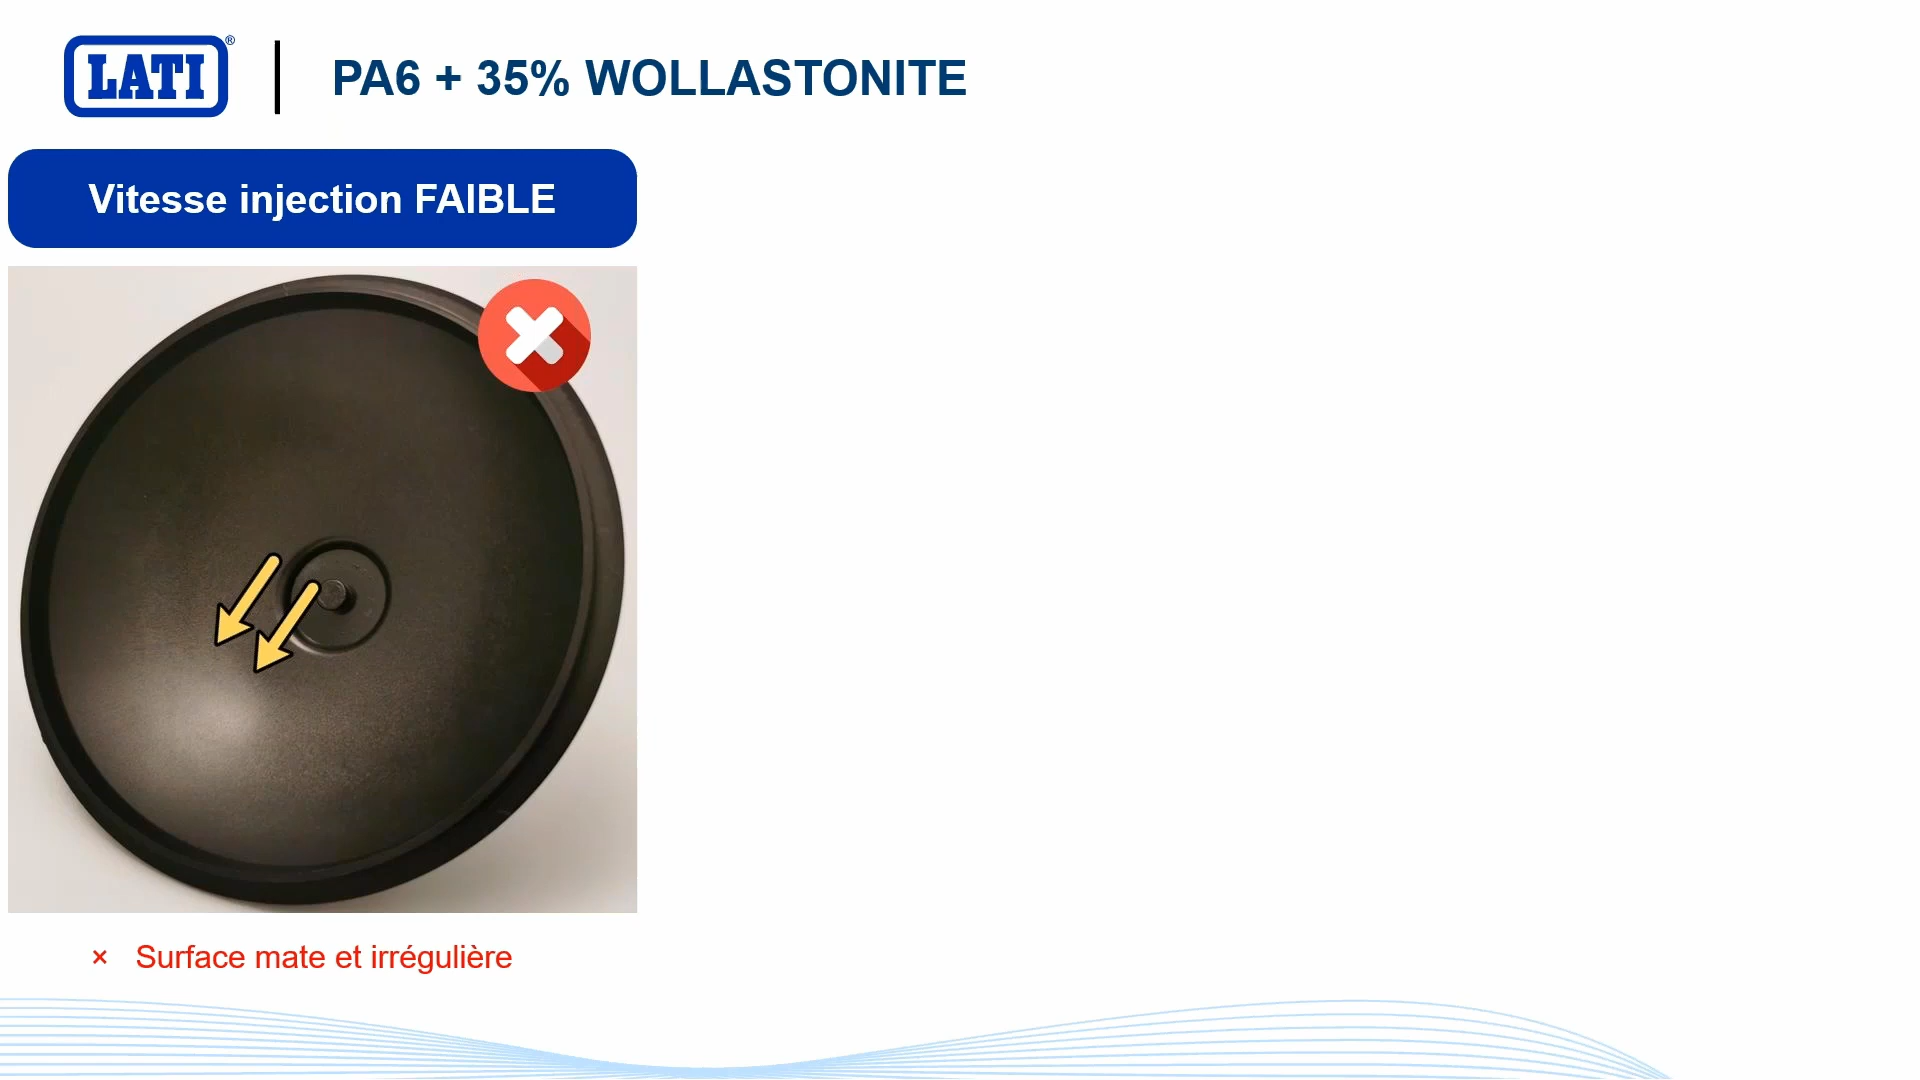 LATI®
PA6 + 35% WOLLASTONITE
Vitesse injection FAIBLE
× Surface mate et irrégulière